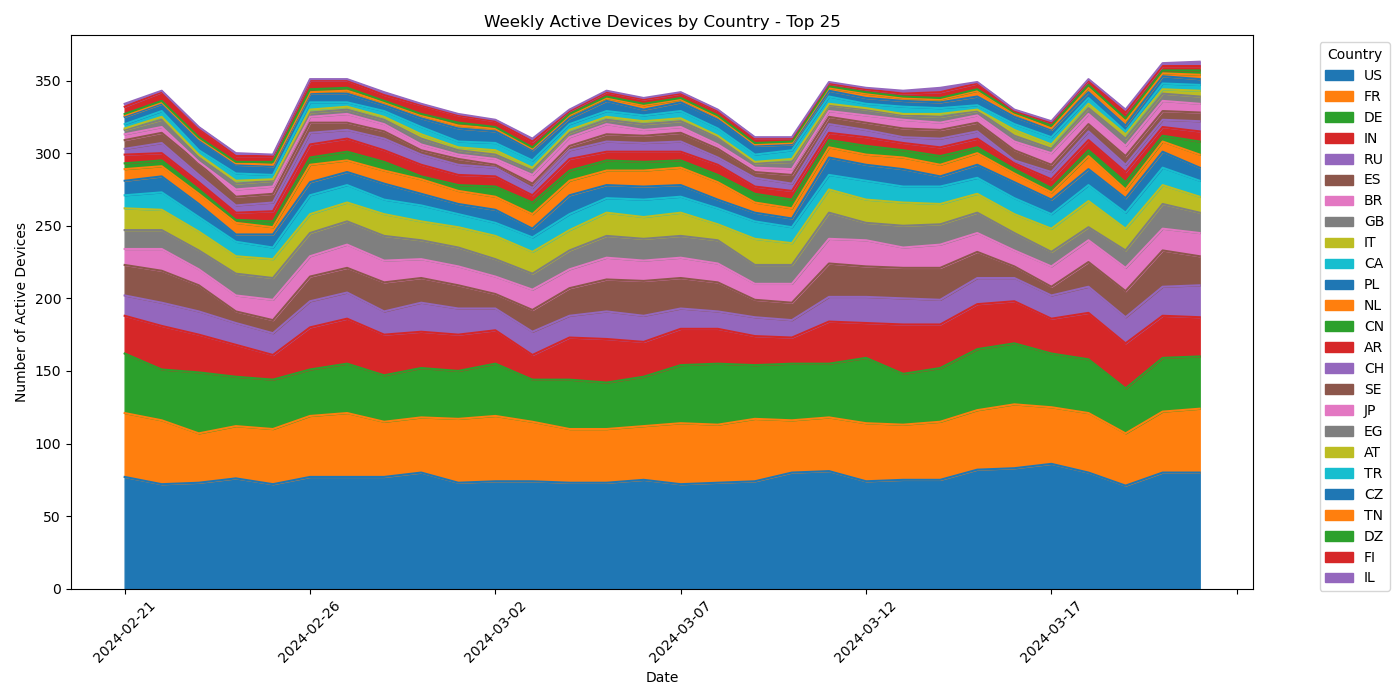 Weekly Active Devices by Country - Top 25
Number of Active Devices
350
300
250
200
150
100
50
0
2024-02-21
2024-02-26
2024-03-02
2024-03-07
2024-03-12
2024-03-17
Date
Country
US
FR
DE
IN
RU
ES
BR
GB
IT
CA
PL
NL
CN
AR
CH
SE
JP
EG
AT
TR
CZ
TN
DZ
FI
IL